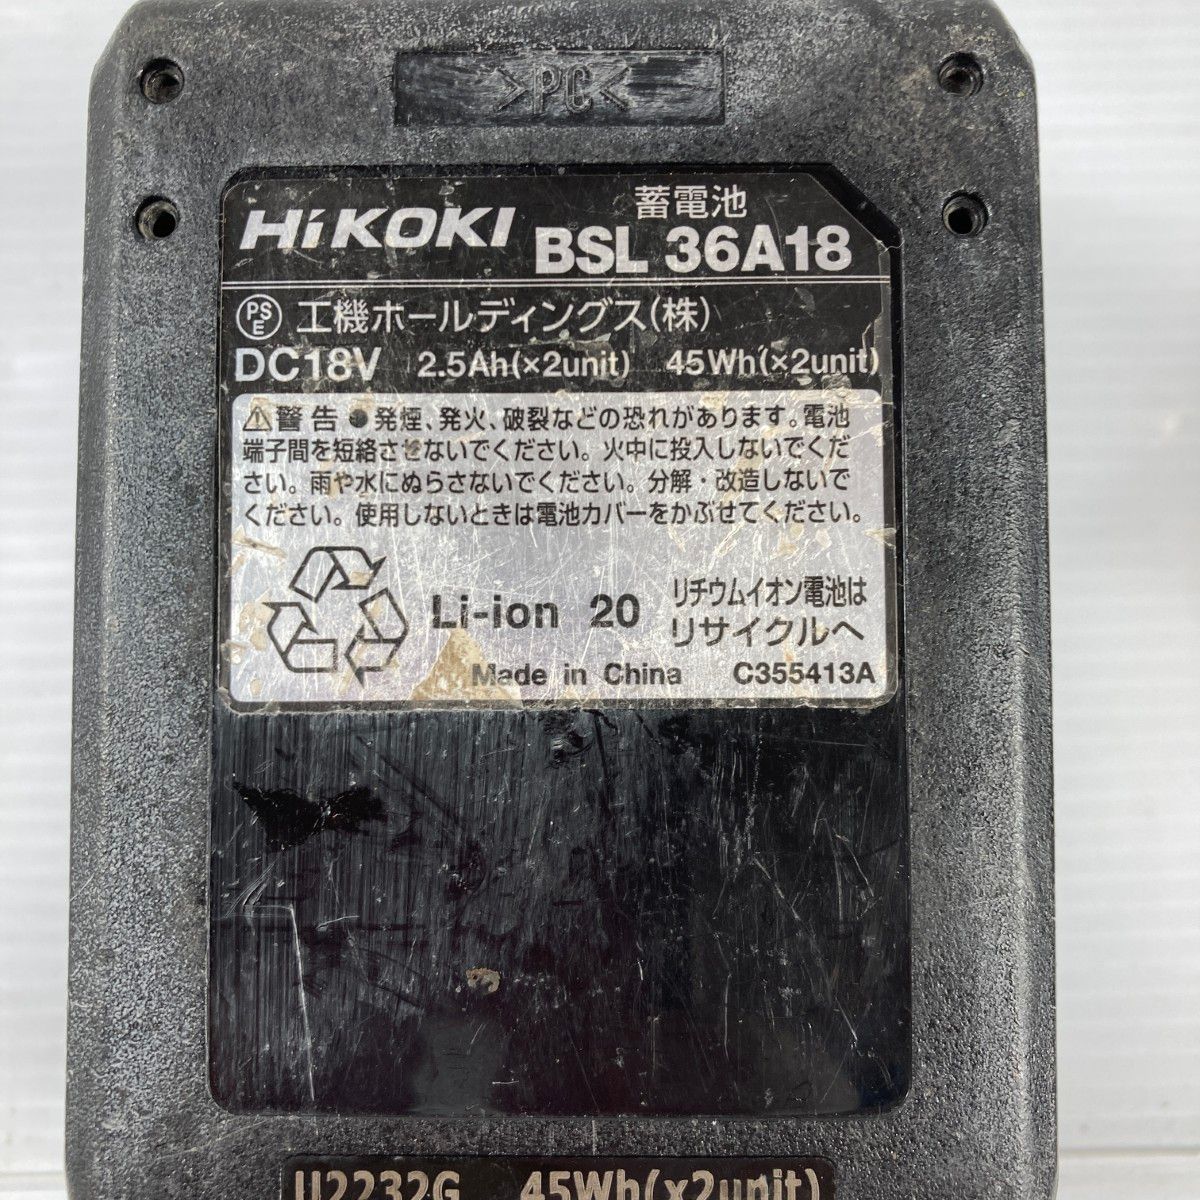 >PC<
HiKOKI 蓄電池 BSL 36A18
PSE 工機ホールディングス(株)
DC18V 2.5Ah(×2unit) 45Wh(×2unit)
⚠警告 ●発煙、発火、破裂などの恐れがあります。電池
端子間を短絡させないでください。火中に投入しないでくだ
さい。雨や水にぬらさないでください。分解・改造しないで
ください。使用しないときは電池カバーをかぶせてください。
Li-ion 20 リチウムイオン電池は
リサイクルへ
Made in China C355413A
U2232G 45Wh(x2unit)